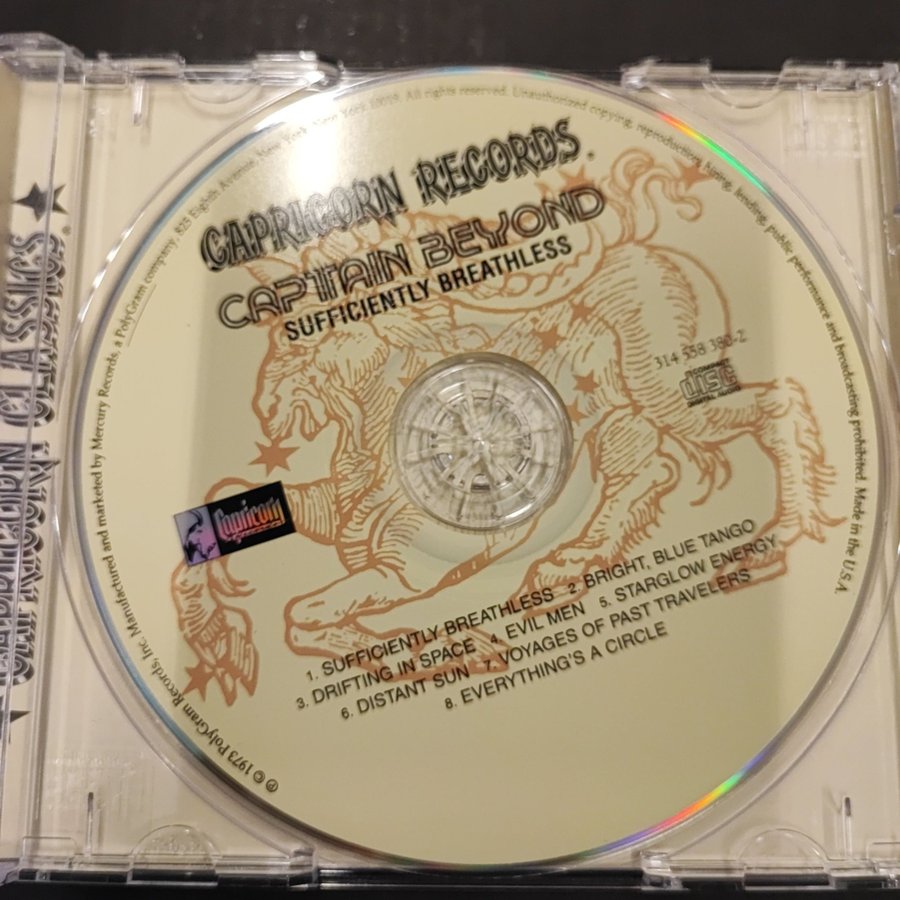 CAPRICORN RECORDS.
CAPTAIN BEYOND
SUFFICIENTLY BREATHLESS
314 558 380-2
COMPACT
disc
DIGITAL AUDIO
Capricorn
1. SUFFICIENTLY BREATHLESS 2. BRIGHT, BLUE TANGO
3. DRIFTING IN SPACE 4. EVIL MEN 5. STARGLOW ENERGY
6. DISTANT SUN 7. VOYAGES OF PAST TRAVELERS
8. EVERYTHING'S A CIRCLE
℗ © 1973 PolyGram Records, Inc. Manufactured and marketed by Mercury Records, a PolyGram company, 825 Eighth Avenue, New York, New York 10019. All rights reserved. Unauthorized copying, reproduction, hiring, lending, public performance and broadcasting prohibited. Made in the U.S.A.
CAPRICORN CLASSICS